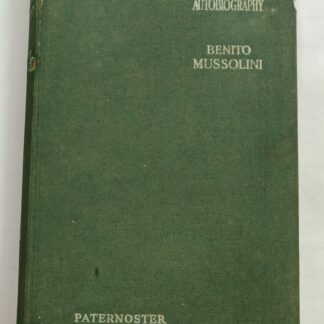 AUTOBIOGRAPHY
BENITO
MUSSOLINI
PATERNOSTER